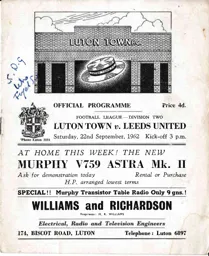 LUTON TOWN
OFFICIAL PROGRAMME Price 4d.
FOOTBALL LEAGUE—DIVISION TWO
LUTON TOWN v. LEEDS UNITED
Saturday, 22nd September, 1962 Kick-off 3 p.m.
AT HOME THIS WEEK! THE NEW
MURPHY V759 ASTRA Mk. II
Ask for demonstration today Rental or Purchase
H.P. arranged lowest terms
SPECIAL!! Murphy Transistor Table Radio Only 9 gns.!
WILLIAMS and RICHARDSON
Electrical, Radio and Television Engineers
174, BISCOT ROAD, LUTON Telephone: Luton 6897